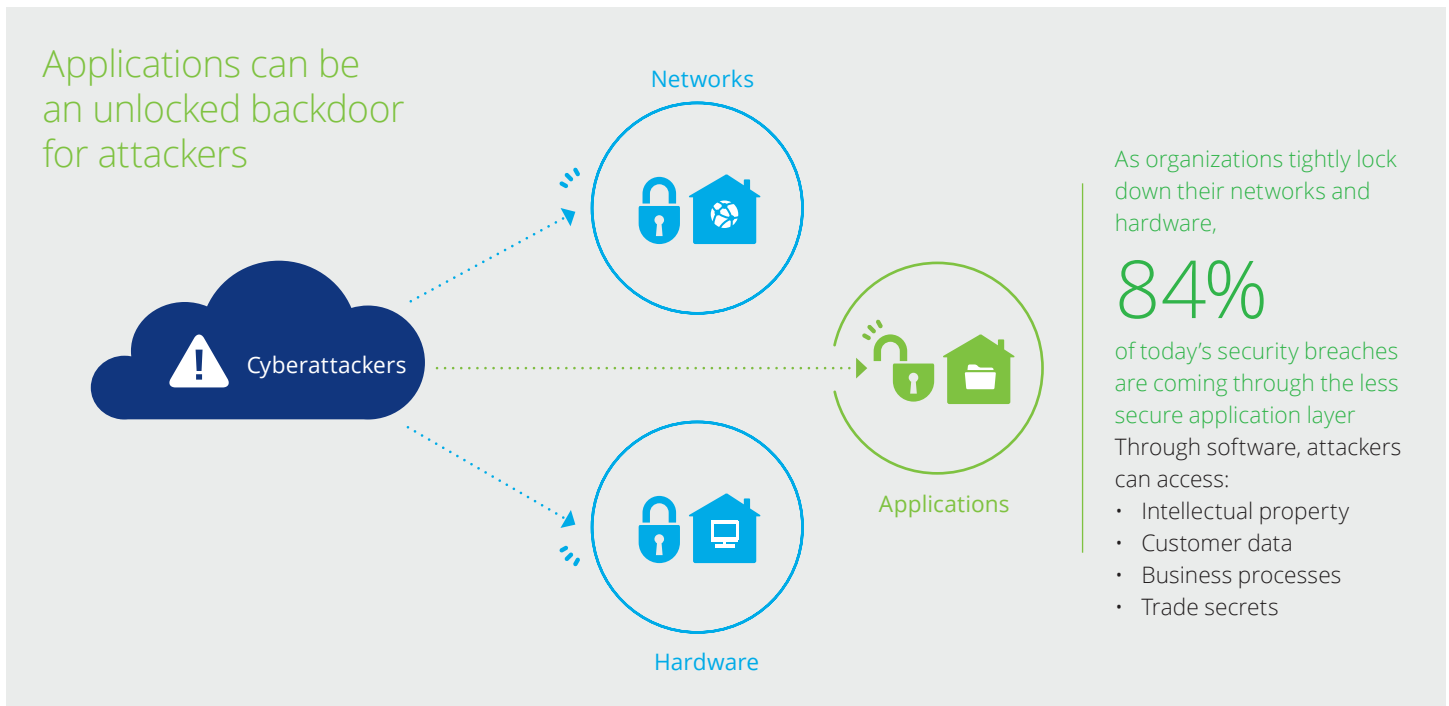 Applications can be
an unlocked backdoor
for attackers
Networks
Cyberattackers
Applications
Hardware
As organizations tightly lock
down their networks and
hardware,
84%
of today's security breaches
are coming through the less
secure application layer
Through software, attackers
can access:
• Intellectual property
• Customer data
• Business processes
• Trade secrets